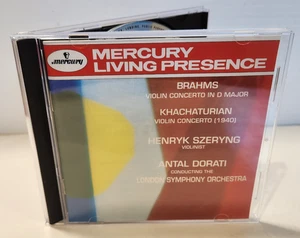 mercury
MERCURY
LIVING PRESENCE
BRAHMS
VIOLIN CONCERTO IN D MAJOR
KHACHATURIAN
VIOLIN CONCERTO (1940)
HENRYK SZERYNG
VIOLINIST
ANTAL DORATI
CONDUCTING THE
LONDON SYMPHONY ORCHESTRA